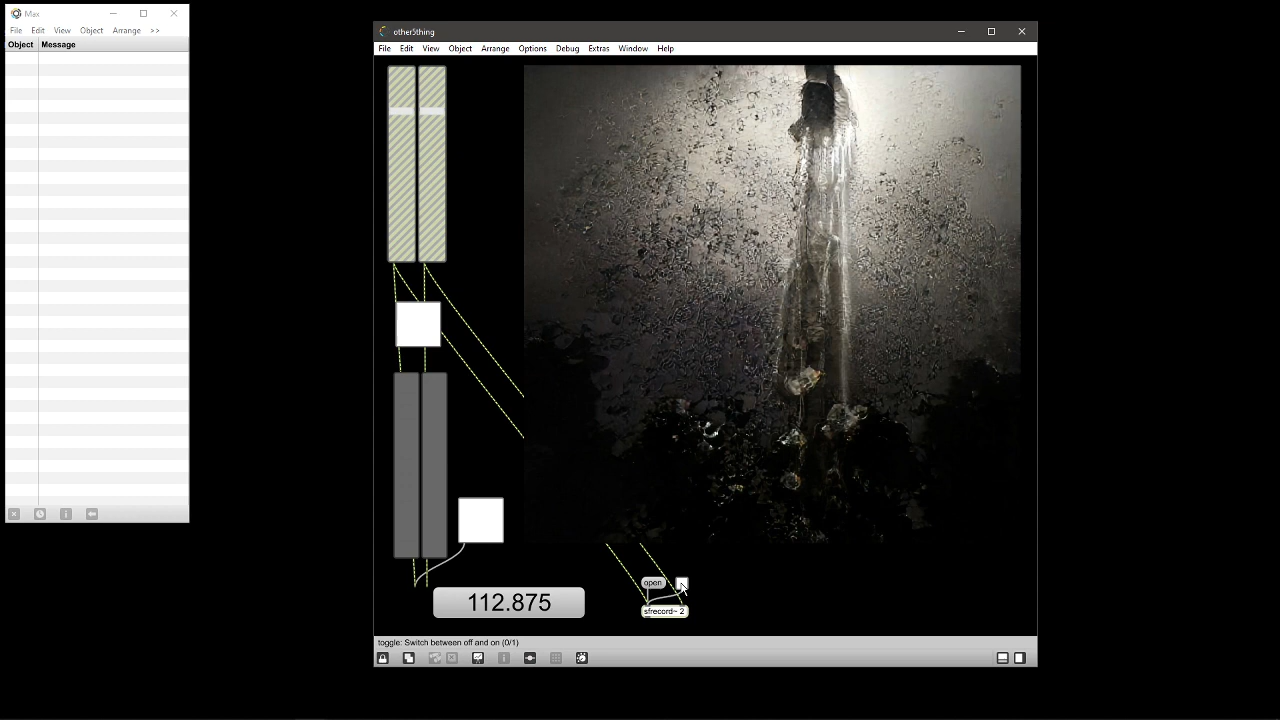 Max
File Edit View Object Arrange >>
Object Message
other5thing
File Edit View Object Arrange Options Debug Extras Window Help
open
sfrecord~ 2
112.875
toggle: Switch between off and on (0/1)